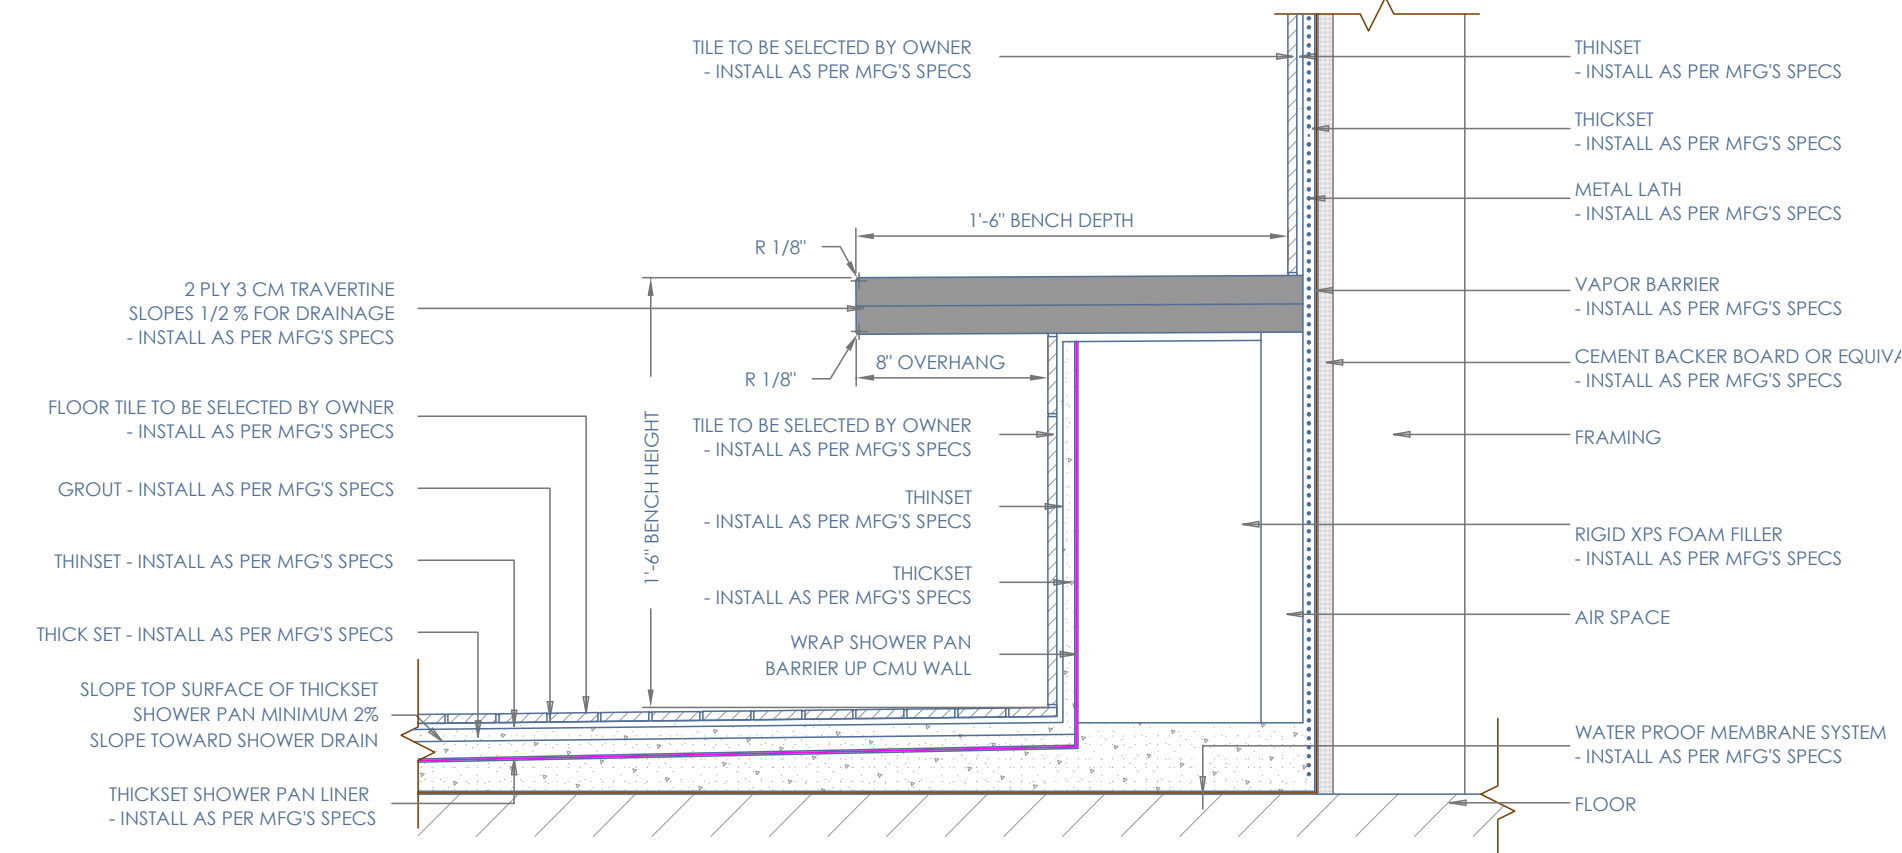 TILE TO BE SELECTED BY OWNER
- INSTALL AS PER MFG'S SPECS
1'-6" BENCH DEPTH
R 1/8"
2 PLY 3 CM TRAVERTINE
SLOPES 1/2 % FOR DRAINAGE
- INSTALL AS PER MFG'S SPECS
R 1/8"
8" OVERHANG
1'-6" BENCH HEIGHT
FLOOR TILE TO BE SELECTED BY OWNER
- INSTALL AS PER MFG'S SPECS
GROUT - INSTALL AS PER MFG'S SPECS
THINSET - INSTALL AS PER MFG'S SPECS
THICK SET - INSTALL AS PER MFG'S SPECS
SLOPE TOP SURFACE OF THICKSET
SHOWER PAN MINIMUM 2%
SLOPE TOWARD SHOWER DRAIN
THICKSET SHOWER PAN LINER
- INSTALL AS PER MFG'S SPECS
TILE TO BE SELECTED BY OWNER
- INSTALL AS PER MFG'S SPECS
THINSET
- INSTALL AS PER MFG'S SPECS
THICKSET
- INSTALL AS PER MFG'S SPECS
WRAP SHOWER PAN
BARRIER UP CMU WALL
THINSET
- INSTALL AS PER MFG'S SPECS
THICKSET
- INSTALL AS PER MFG'S SPECS
METAL LATH
- INSTALL AS PER MFG'S SPECS
VAPOR BARRIER
- INSTALL AS PER MFG'S SPECS
CEMENT BACKER BOARD OR
- INSTALL AS PER MFG'S SPECS
FRAMING
RIGID XPS FOAM FILLER
- INSTALL AS PER MFG'S SPECS
AIR SPACE
WATER PROOF MEMBRANE SYSTEM
- INSTALL AS PER MFG'S SPECS
FLOOR